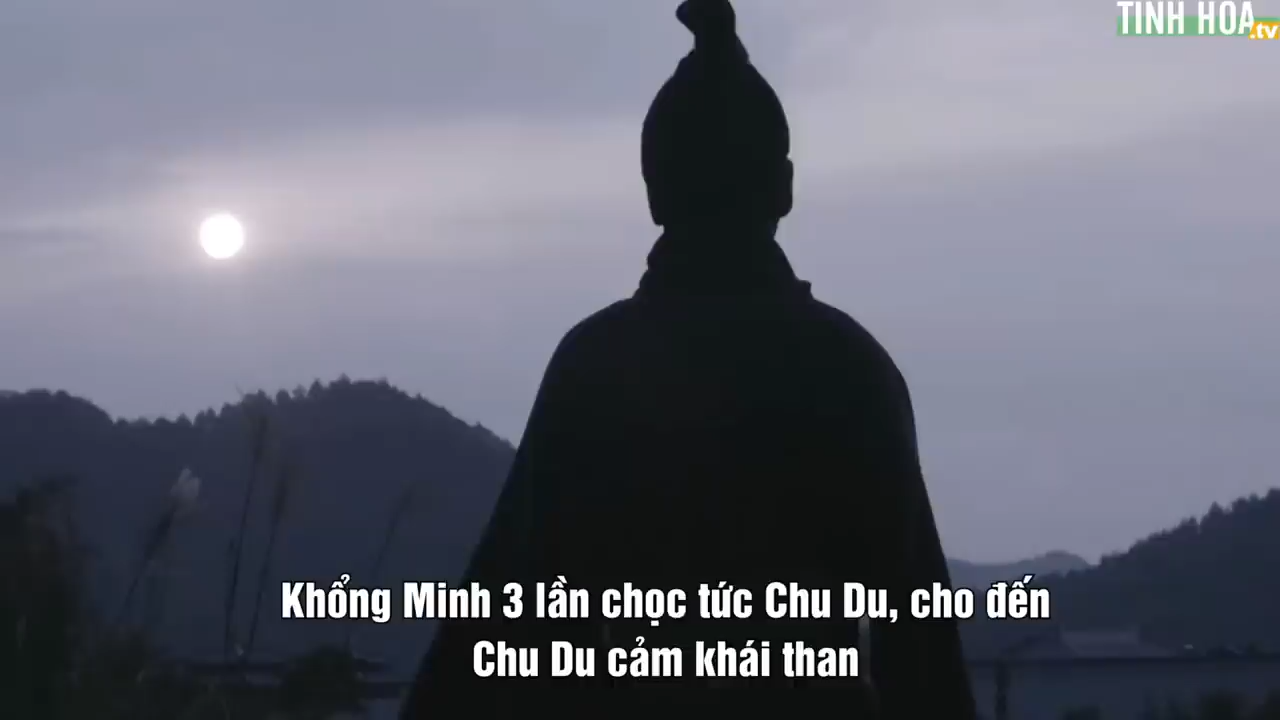 TINH HOA
.tv
Khổng Minh 3 lần chọc tức Chu Du, cho đến
Chu Du cảm khái than